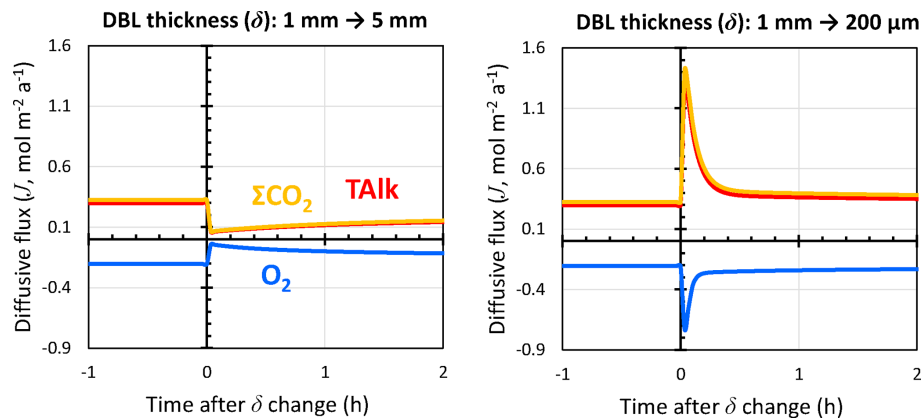 DBL thickness (δ): 1 mm → 5 mm
Diffusive flux (J, mol m⁻² a⁻¹)
1.6
1.1
0.6
0.1
-0.4
-0.9
ΣCO₂
TAlk
O₂
-1
0
1
2
Time after δ change (h)
DBL thickness (δ): 1 mm → 200 µm
Diffusive flux (J, mol m⁻² a⁻¹)
1.6
1.1
0.6
0.1
-0.4
-0.9
-1
0
1
2
Time after δ change (h)